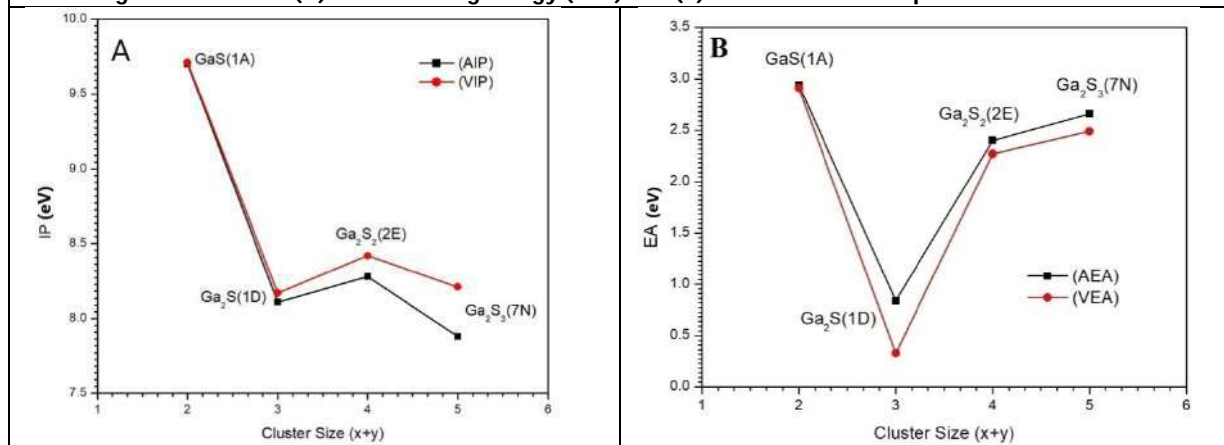 A
GaS(1A)
(AIP)
(VIP)
Ga2S2(2E)
Ga2S(1D)
Ga2S3(7N)
IP (eV)
10.0
9.5
9.0
8.5
8.0
7.5
1 2 3 4 5 6
Cluster Size (x+y)
B
GaS(1A)
Ga2S3(7N)
Ga2S2(2E)
Ga2S(1D)
(AEA)
(VEA)
EA (eV)
3.5
3.0
2.5
2.0
1.5
1.0
0.5
0.0
1 2 3 4 5 6
Cluster Size (x+y)